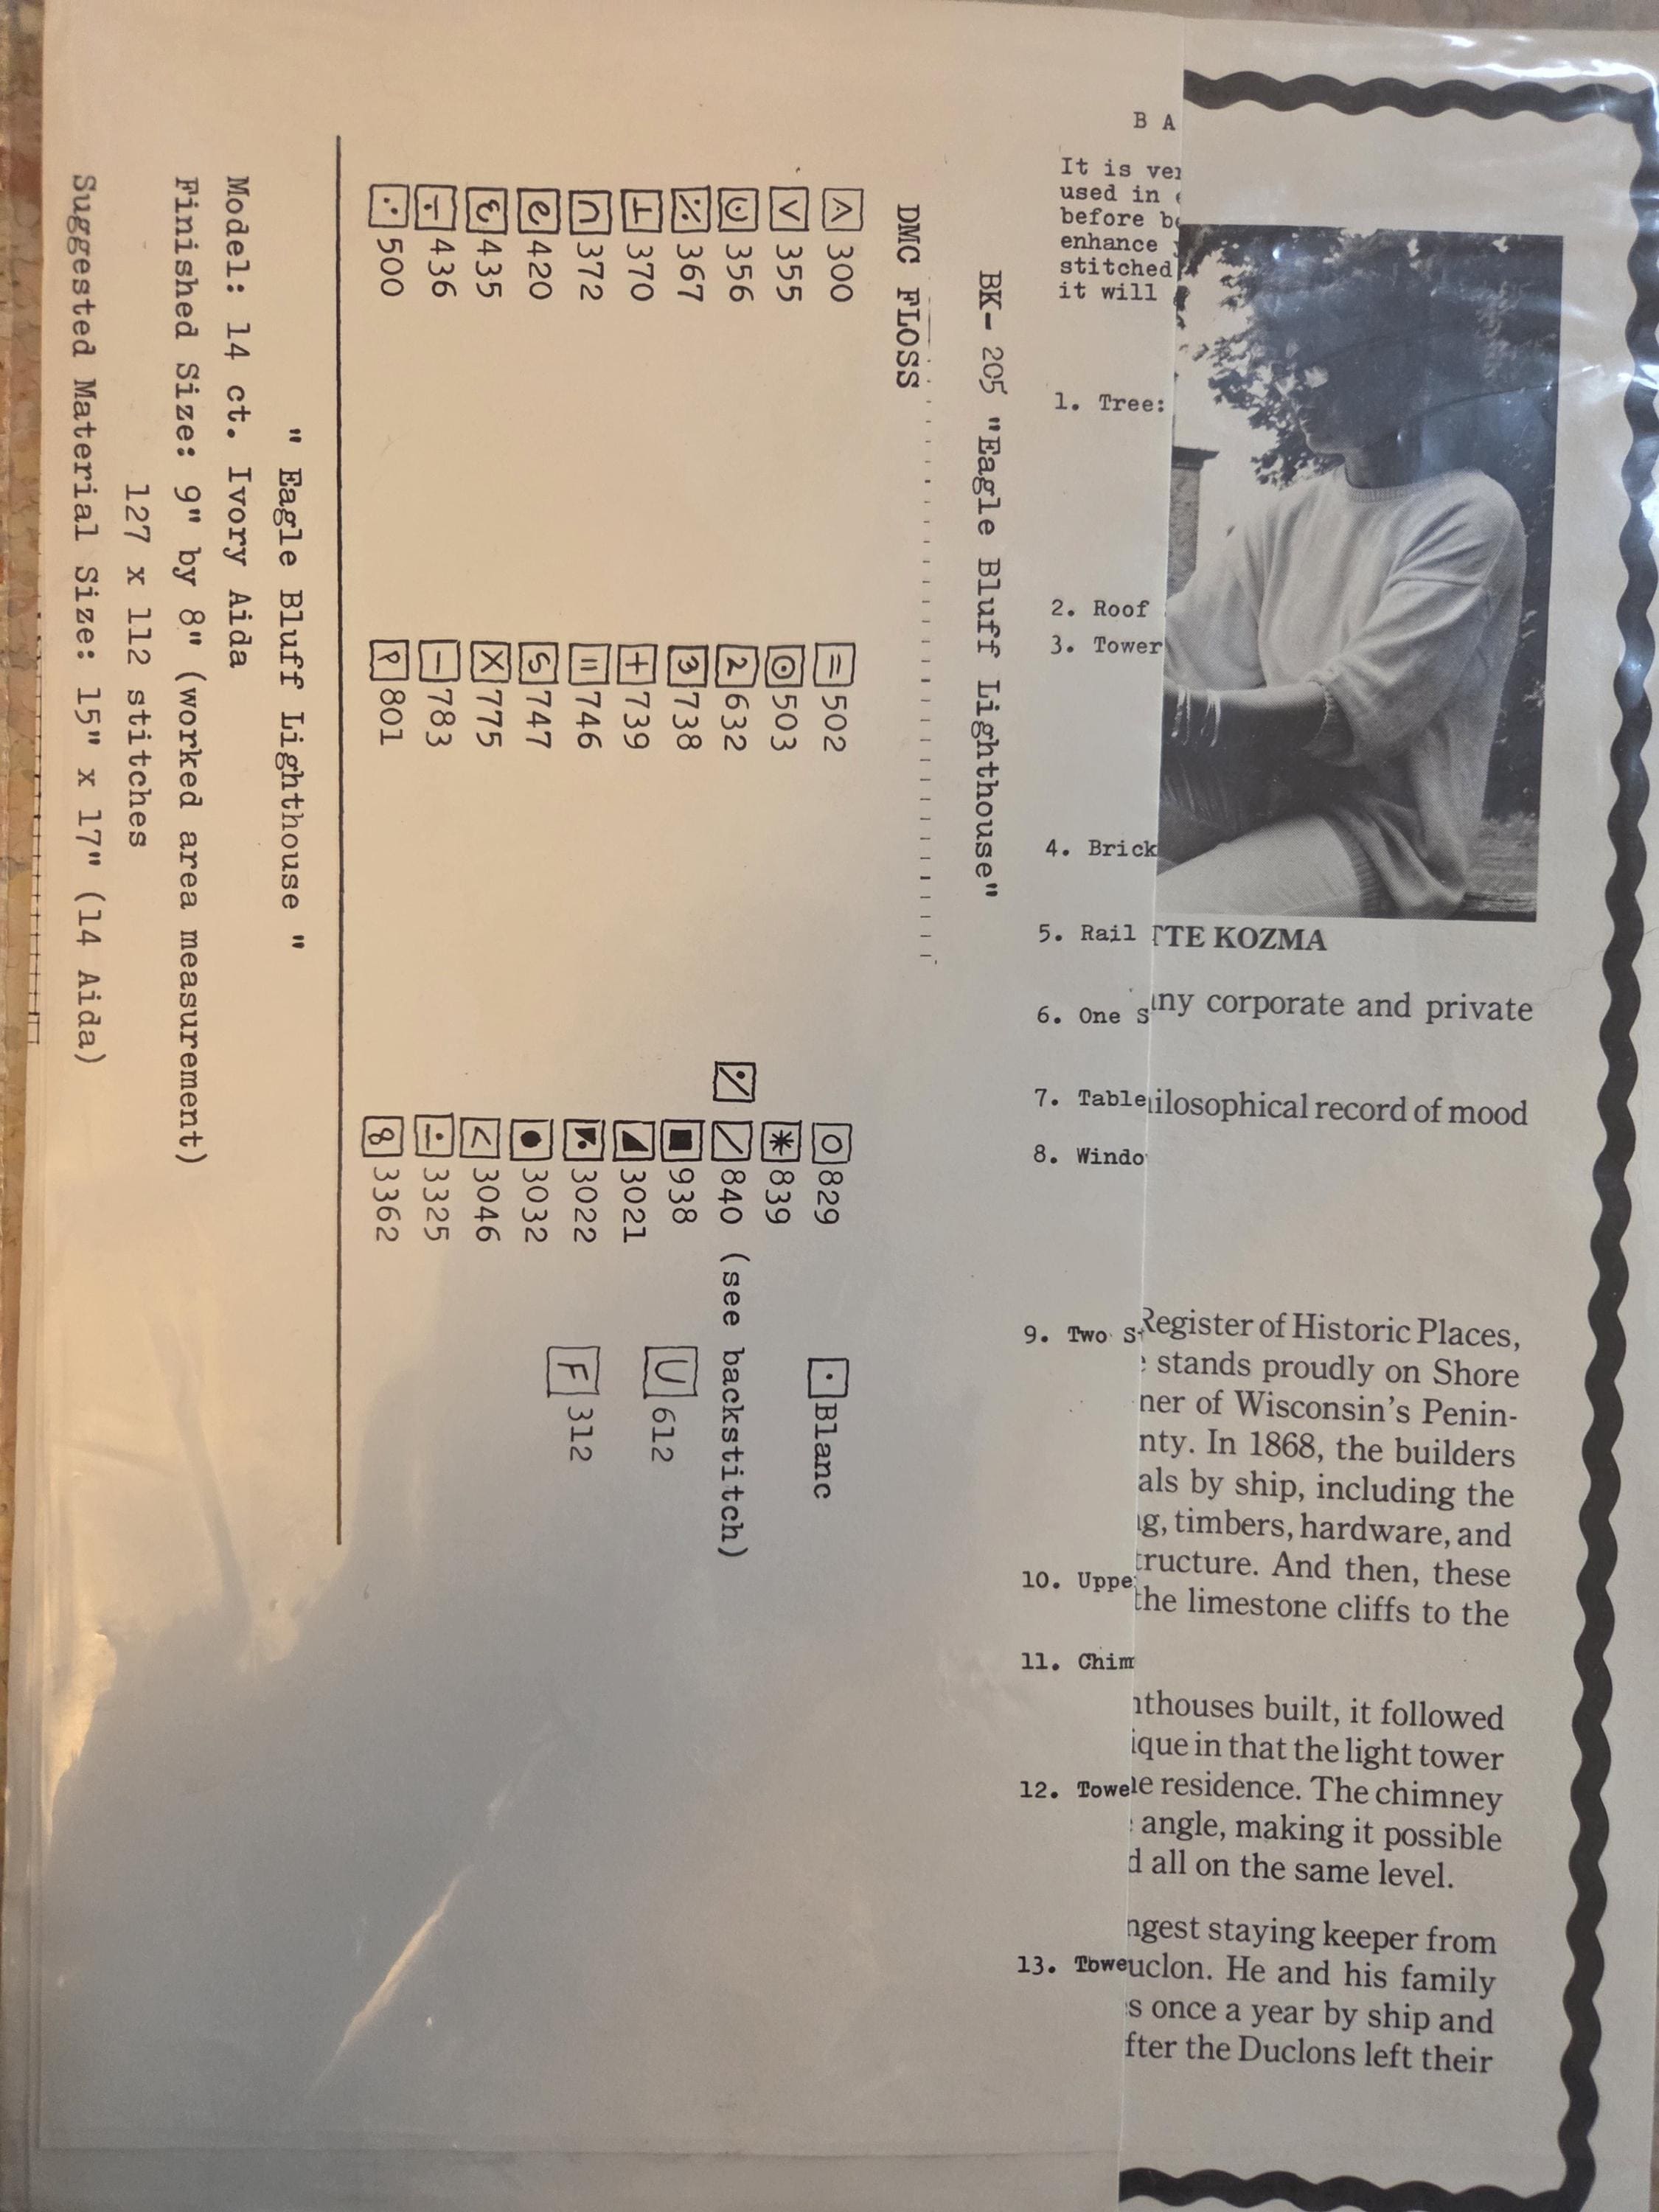 BK- 205 "Eagle Bluff Lighthouse"
DMC FLOSS
300
355
356
367
370
372
420
435
436
500
= 502
503
2 632
3 738
+ 739
746
S 747
X 775
- 783
P 801
829
* 839
840 (see backstitch)
938
3021
3022
3032
< 3046
3325
8 3362
Blanc
U 612
F 312
" Eagle Bluff Lighthouse "
Model: 14 ct. Ivory Aida
Finished Size: 9" by 8" (worked area measurement)
127 x 112 stitches
Suggested Material Size: 15" x 17" (14 Aida)
B A
It is
used in
before
enhance
stitched
it will
1. Tree:
2. Roof
3. Tower
4. Brick
5. Rail
6. One S
7. Table
8. Windo
9. Two S
10. Uppe
11. Chim
12. Towe
13. Towe
TTE KOZMA
any corporate and private
ilosophical record of mood
Register of Historic Places,
stands proudly on Shore
ner of Wisconsin's Penin-
nty. In 1868, the builders
als by ship, including the
g, timbers, hardware, and
tructure. And then, these
the limestone cliffs to the
hthouses built, it followed
ique in that the light tower
residence. The chimney
angle, making it possible
d all on the same level.
ngest staying keeper from
uclon. He and his family
s once a year by ship and
fter the Duclons left their